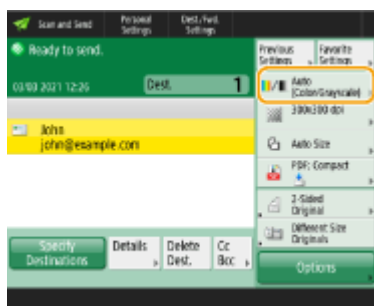 Scan and Send
Personal
Settings
Dest./Fwd.
Settings
Ready to send.
03/03 2021 12:26
Dest.
1
John
john@example.com
Specify
Destinations
Details
Delete
Dest.
Cc
Bcc
Previous
Settings
Favorite
Settings
Auto
(Color/Grayscale)
300x300 dpi
Auto Size
PDF; Compact
2-Sided
Original
Different Size
Originals
Options